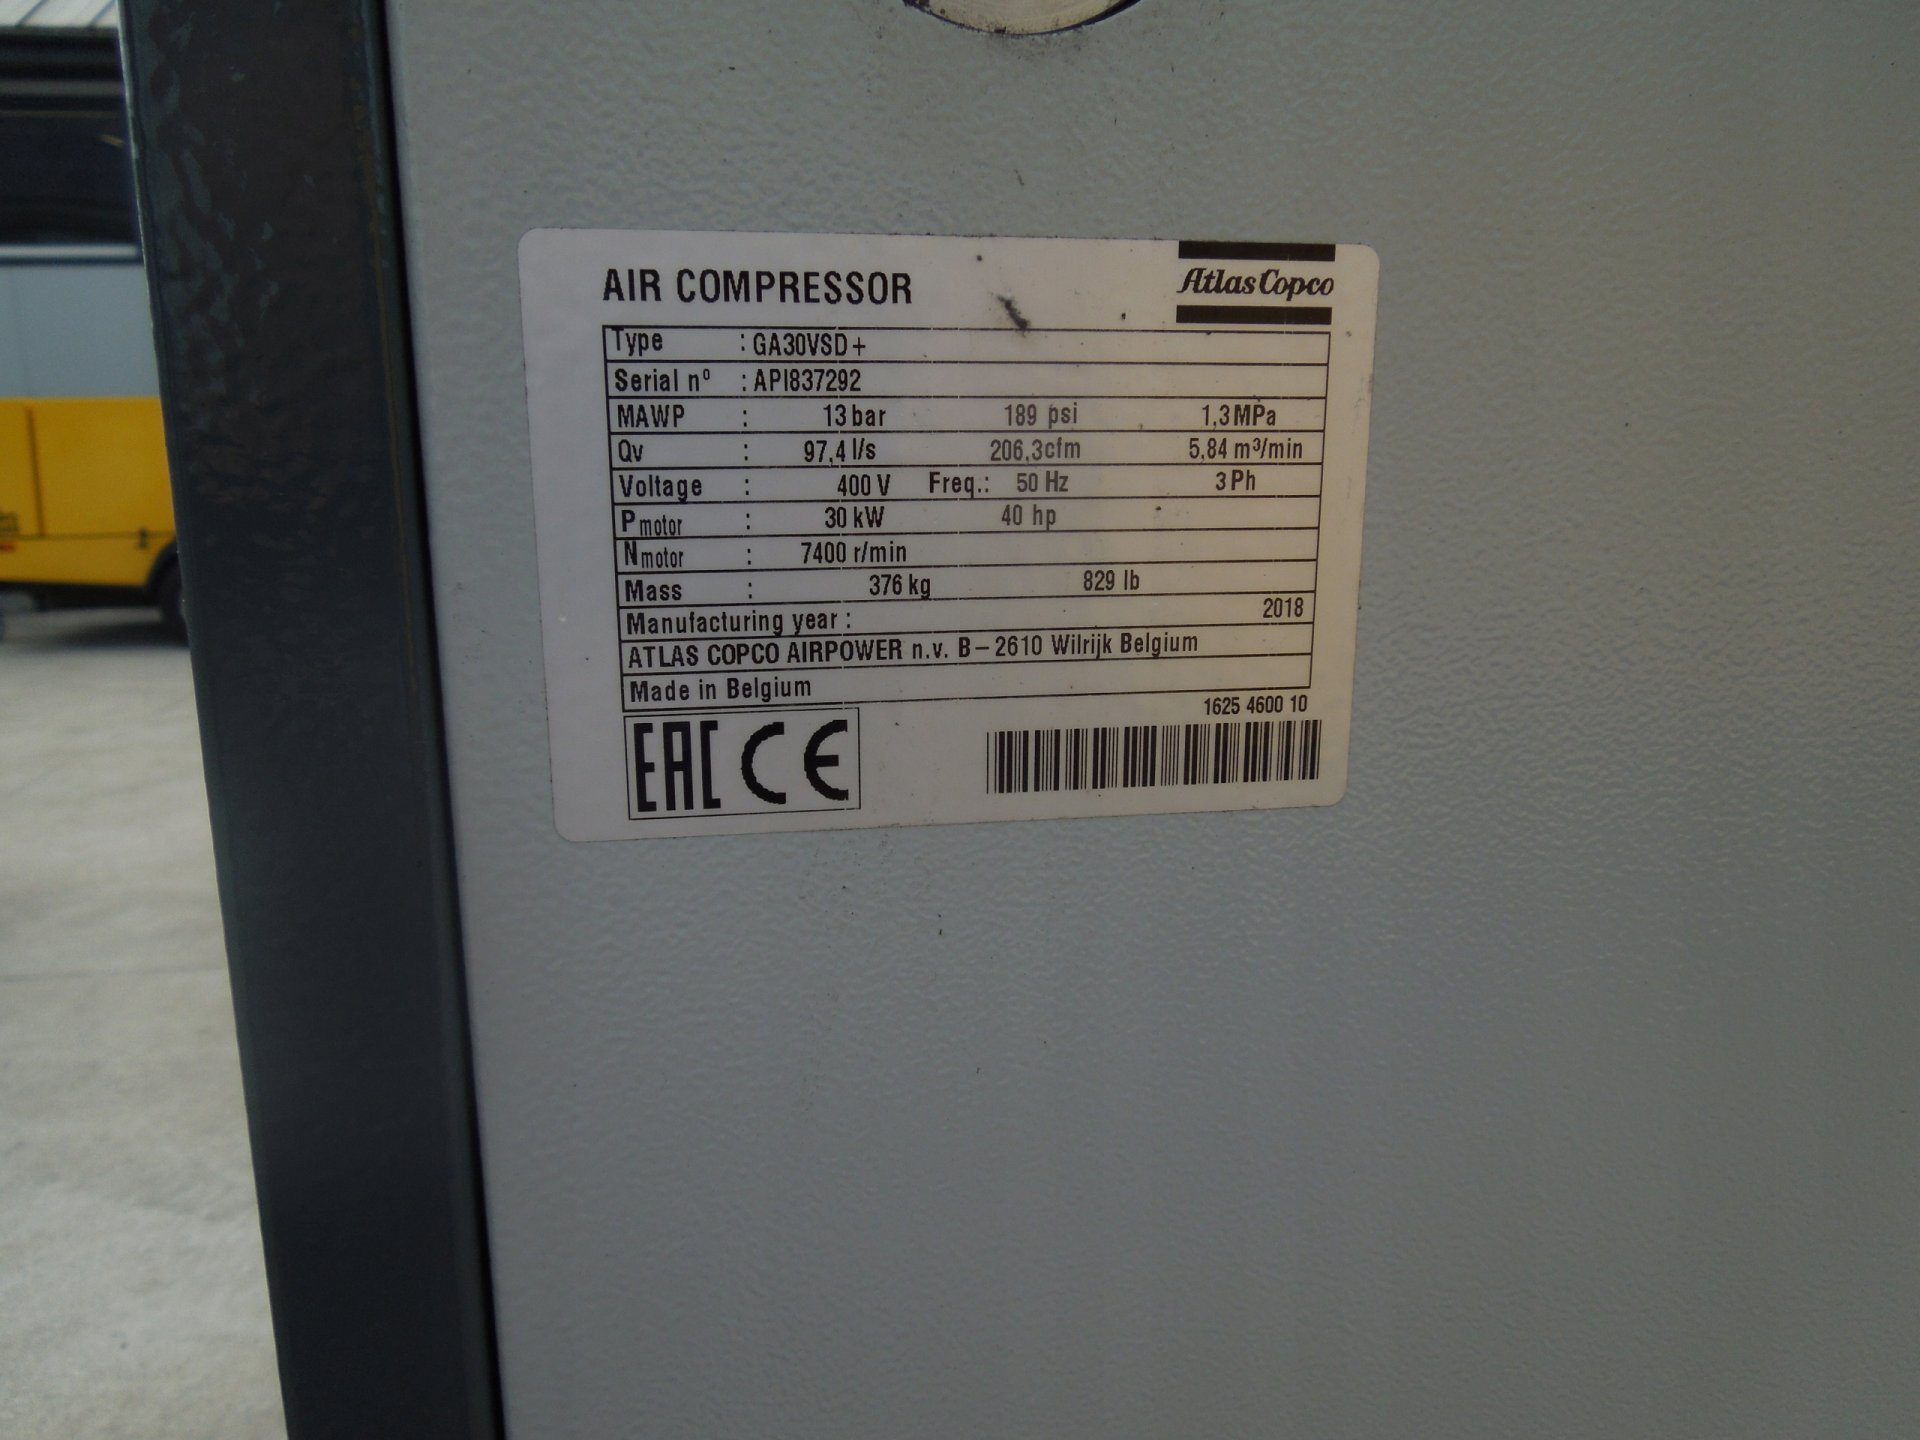 AIR COMPRESSOR
Atlas Copco
Type : GA30VSD+
Serial nº : API837292
MAWP : 13 bar 189 psi 1,3 MPa
Qv : 97,4 l/s 206,3 cfm 5,84 m³/min
Voltage : 400 V Freq.: 50 Hz 3 Ph
Pmotor : 30 kW 40 hp
Nmotor : 7400 r/min
Mass : 376 kg 829 lb
Manufacturing year : 2018
ATLAS COPCO AIRPOWER n.v. B – 2610 Wilrijk Belgium
Made in Belgium
1625 4600 10
EAC CE